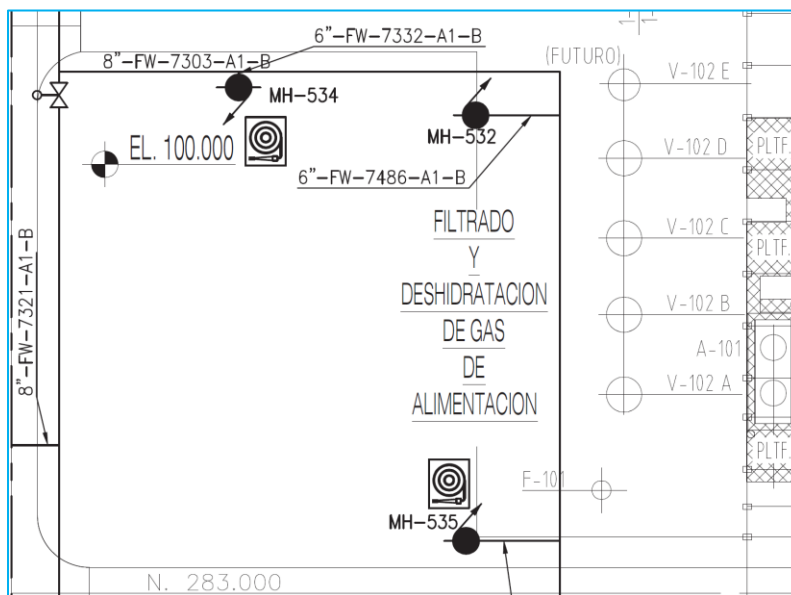 6"-FW-7332-A1-B
8"-FW-7303-A1-B
(FUTURO)
V-102 E
MH-534
MH-532
EL. 100.000
V-102 D
PLTF.
6"-FW-7486-A1-B
FILTRADO
Y
DESHIDRATACION
DE GAS
DE
ALIMENTACION
V-102 C
PLTF.
8"-FW-7321-A1-B
V-102 B
A-101
V-102 A
PLTF.
F-101
MH-535
N. 283.000